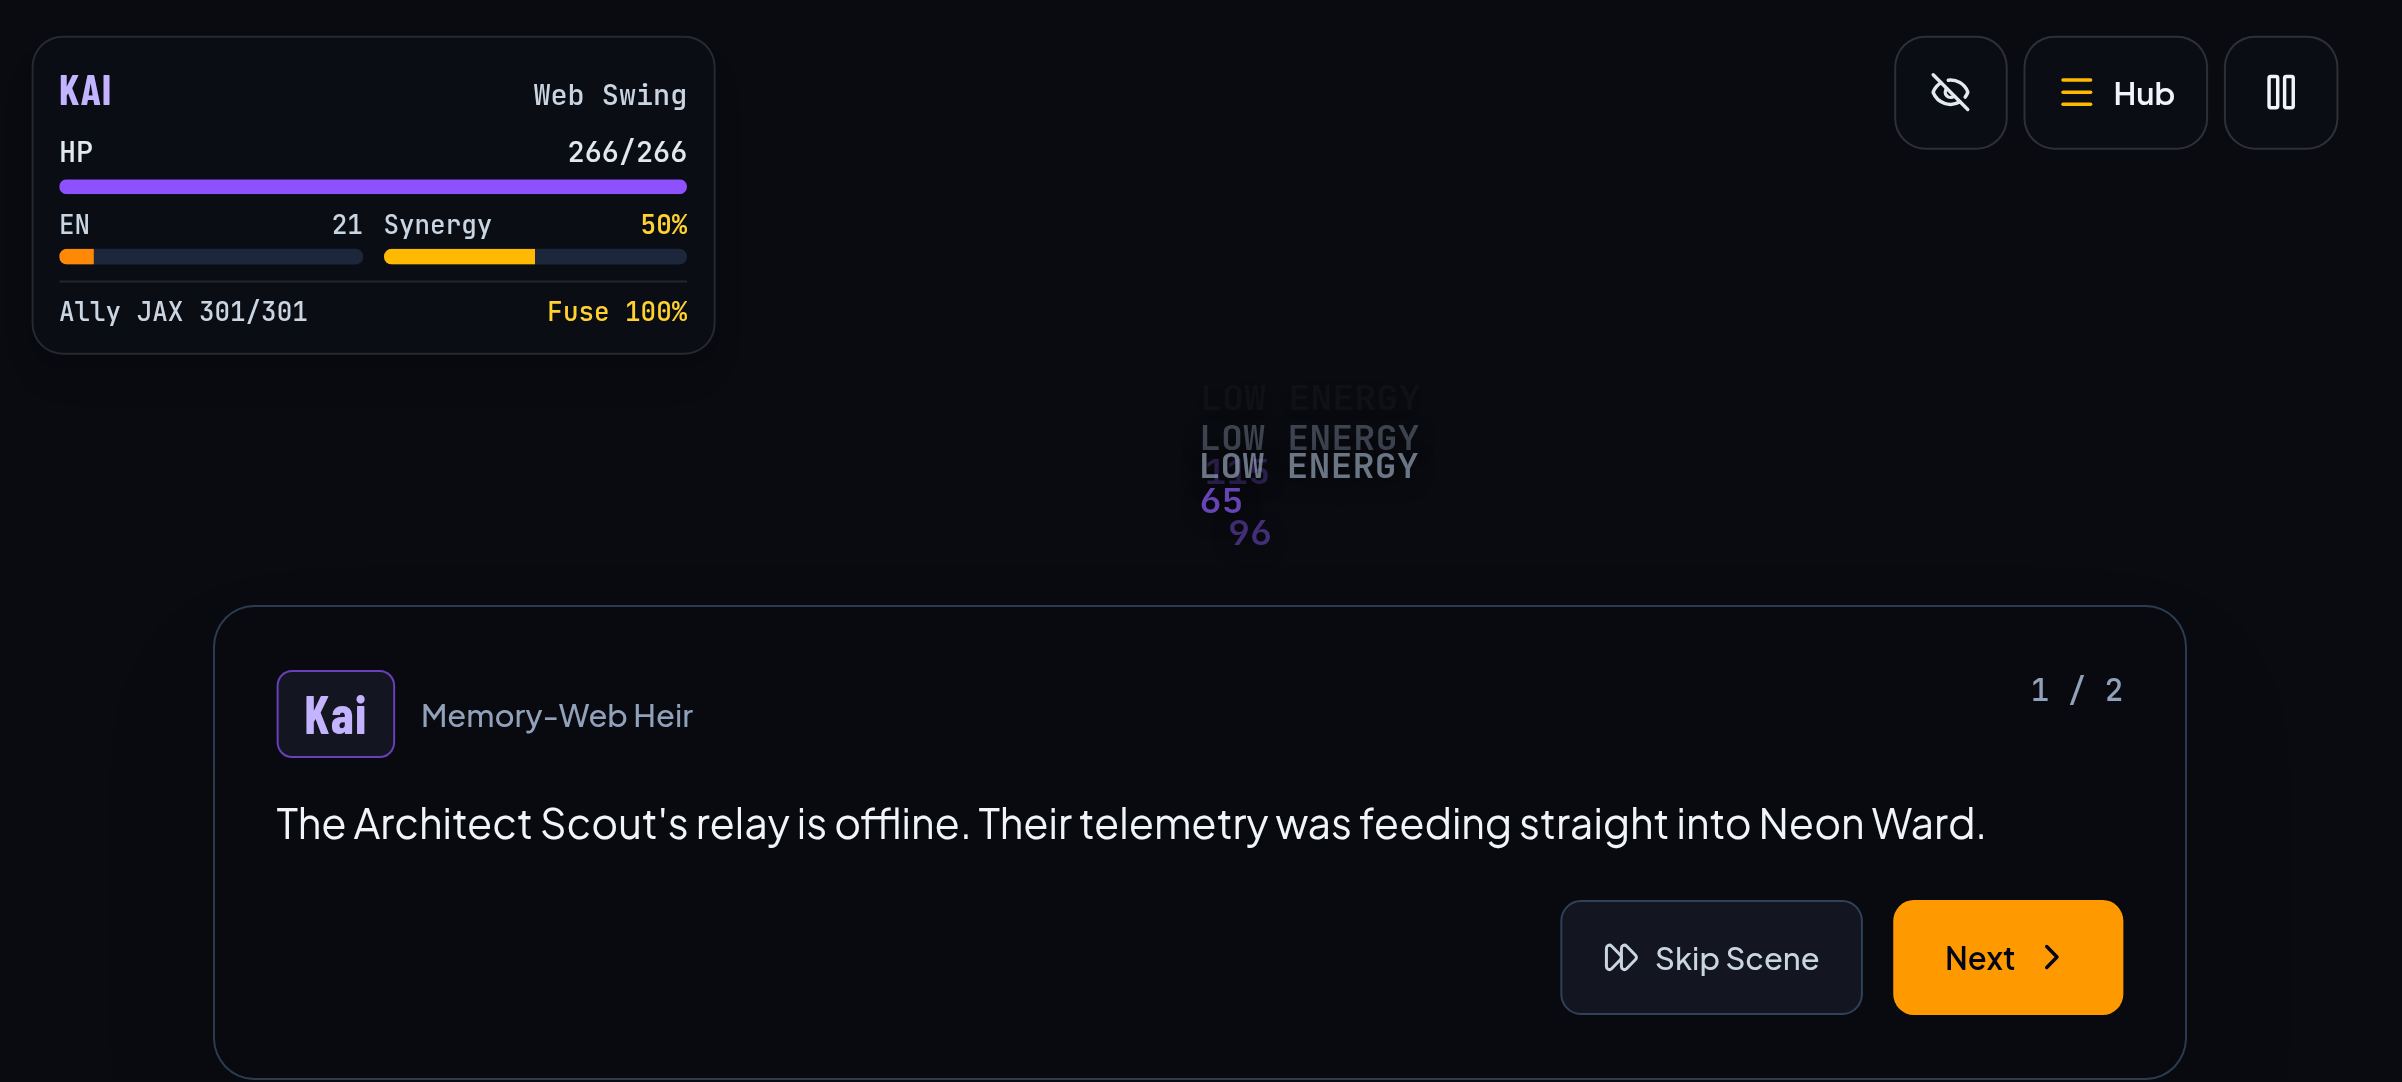 KAI
Web Swing
HP 266/266
EN 21 Synergy 50%
Ally JAX 301/301 Fuse 100%
Hub
LOW ENERGY
LOW ENERGY
LOW ENERGY
65
96
Kai
Memory-Web Heir
1 / 2
The Architect Scout's relay is offline. Their telemetry was feeding straight into Neon Ward.
Skip Scene
Next